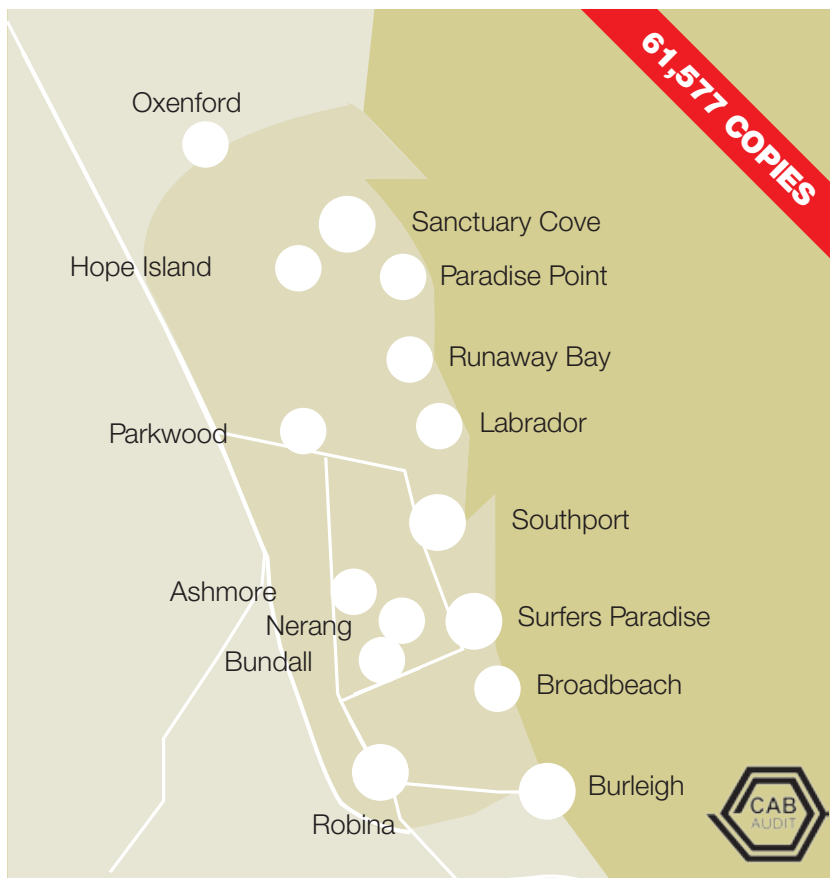 61,577 COPIES
Oxenford
Sanctuary Cove
Hope Island
Paradise Point
Runaway Bay
Labrador
Parkwood
Southport
Ashmore
Nerang
Surfers Paradise
Bundall
Broadbeach
Burleigh
Robina
CAB
AUDIT